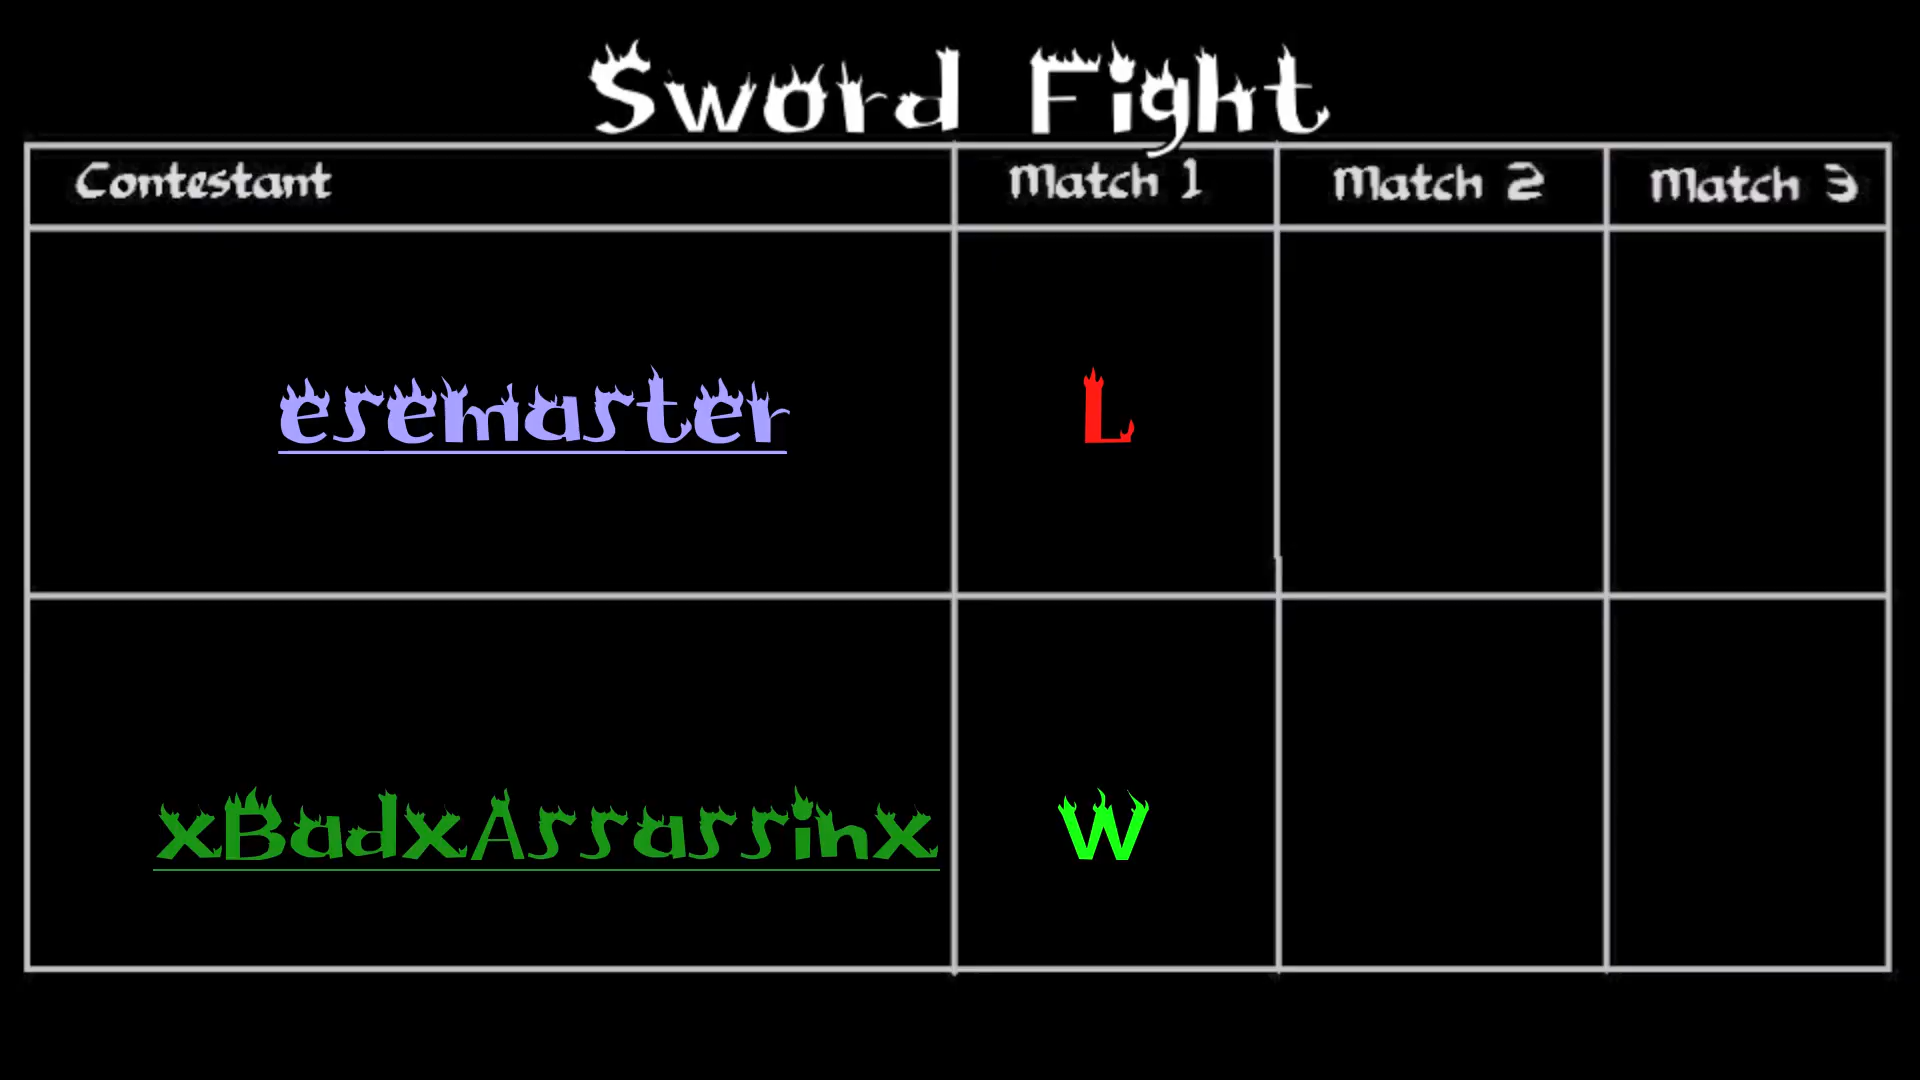 Sword Fight
Contestant Match 1 Match 2 Match 3
esemaster L
xBadxAssassinx W